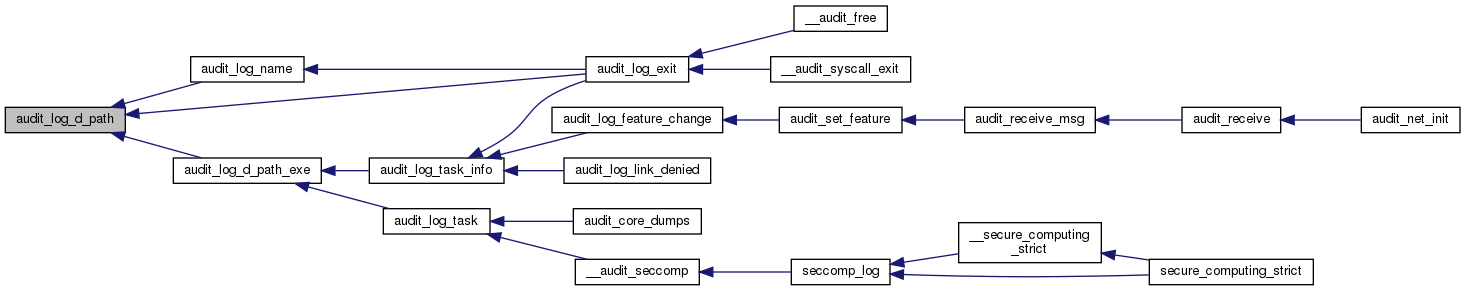 __audit_free
audit_log_name
audit_log_exit
__audit_syscall_exit
audit_log_d_path
audit_log_feature_change
audit_set_feature
audit_receive_msg
audit_receive
audit_net_init
audit_log_d_path_exe
audit_log_task_info
audit_log_link_denied
audit_log_task
audit_core_dumps
__secure_computing
_strict
__audit_seccomp
seccomp_log
secure_computing_strict